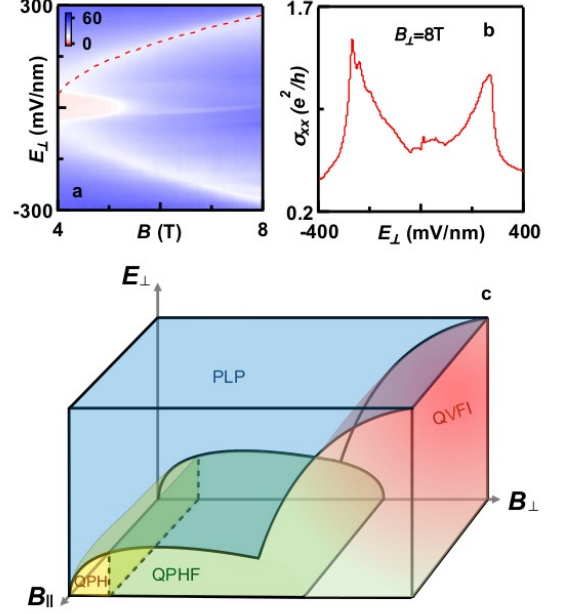 300
60
0
E⊥ (mV/nm)
a
-300
4
B (T)
8
1.7
B⊥=8T
b
σxx (e²/h)
0.2
-400
E⊥ (mV/nm)
400
c
E⊥
PLP
QVFI
B⊥
QPH
QPHF
B||